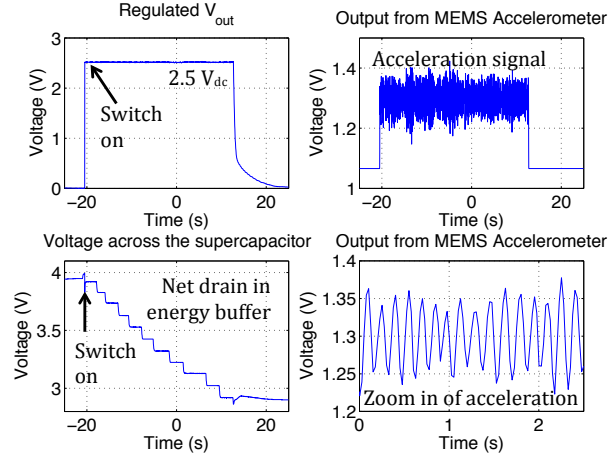 Regulated Vout
Voltage (V)
3
2
1
0
2.5 Vdc
Switch
on
−20
0
20
Time (s)
Output from MEMS Accelerometer
Voltage (V)
1.4
1.2
1
Acceleration signal
−20
0
20
Time (s)
Voltage across the supercapacitor
Voltage (V)
4
3.5
3
Net drain in
energy buffer
Switch
on
−20
0
20
Time (s)
Output from MEMS Accelerometer
Voltage (V)
1.4
1.35
1.3
1.25
1.2
Zoom in of acceleration
0
1
2
Time (s)